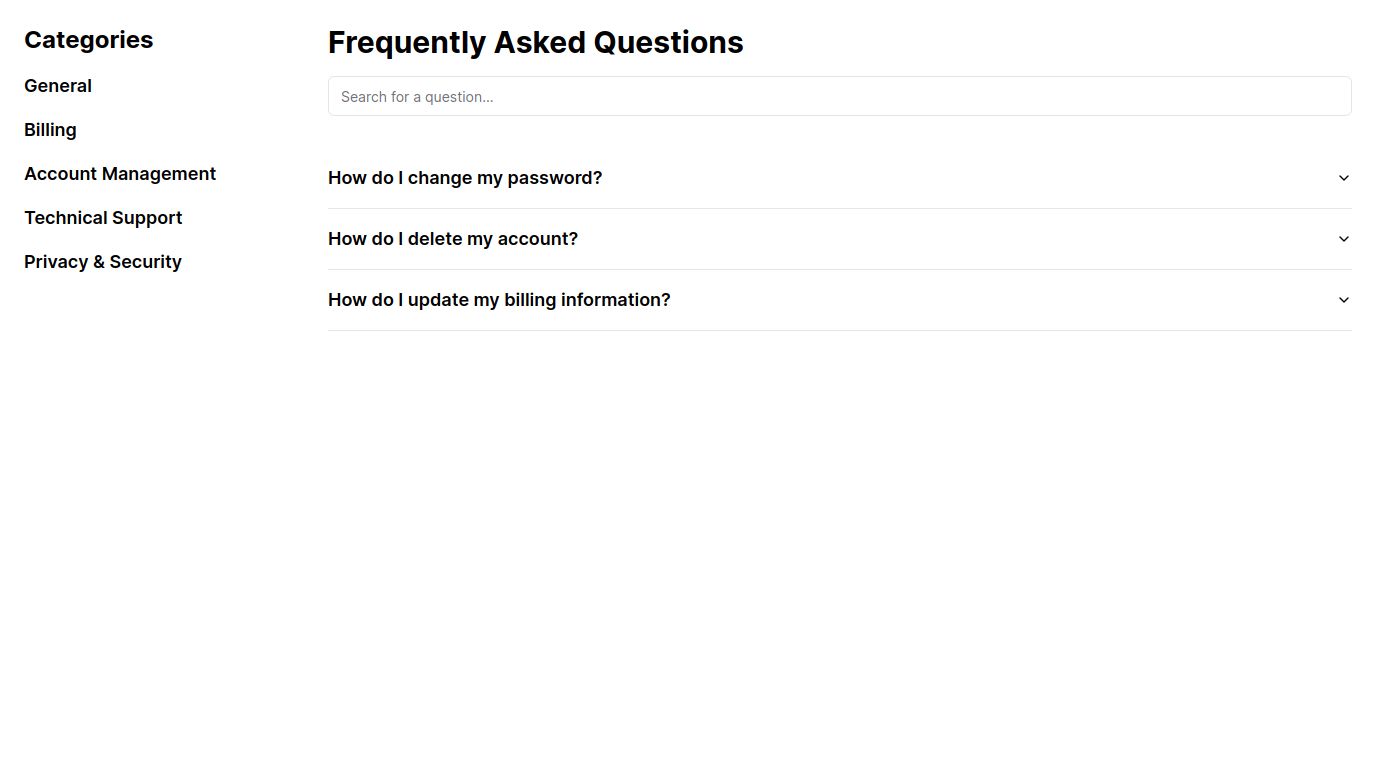 Categories
General
Billing
Account Management
Technical Support
Privacy & Security
Frequently Asked Questions
Search for a question...
How do I change my password?
How do I delete my account?
How do I update my billing information?